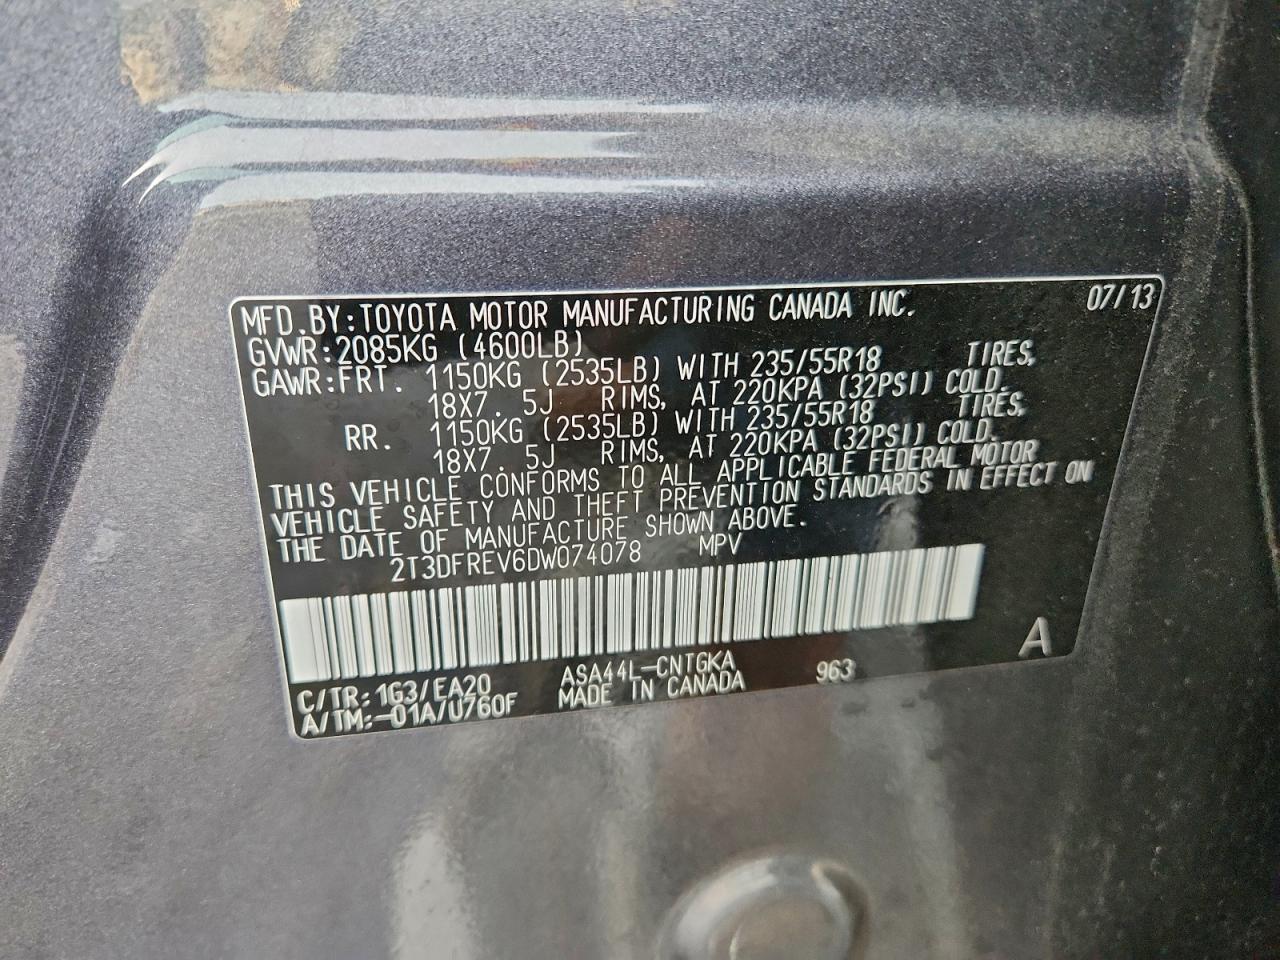 MFD.BY:TOYOTA MOTOR MANUFACTURING CANADA INC. 07/13
GVWR:2085KG (4600LB)
GAWR:FRT. 1150KG (2535LB) WITH 235/55R18 TIRES,
18X7. 5J RIMS, AT 220KPA (32PSI) COLD.
RR. 1150KG (2535LB) WITH 235/55R18 TIRES,
18X7. 5J RIMS, AT 220KPA (32PSI) COLD.
THIS VEHICLE CONFORMS TO ALL APPLICABLE FEDERAL MOTOR
VEHICLE SAFETY AND THEFT PREVENTION STANDARDS IN EFFECT ON
THE DATE OF MANUFACTURE SHOWN ABOVE.
2T3DFREV6DW074078 MPV
A
C/TR:1G3/EA20 ASA44L-CNTGKA 963
A/TM:-01A/U760F MADE IN CANADA